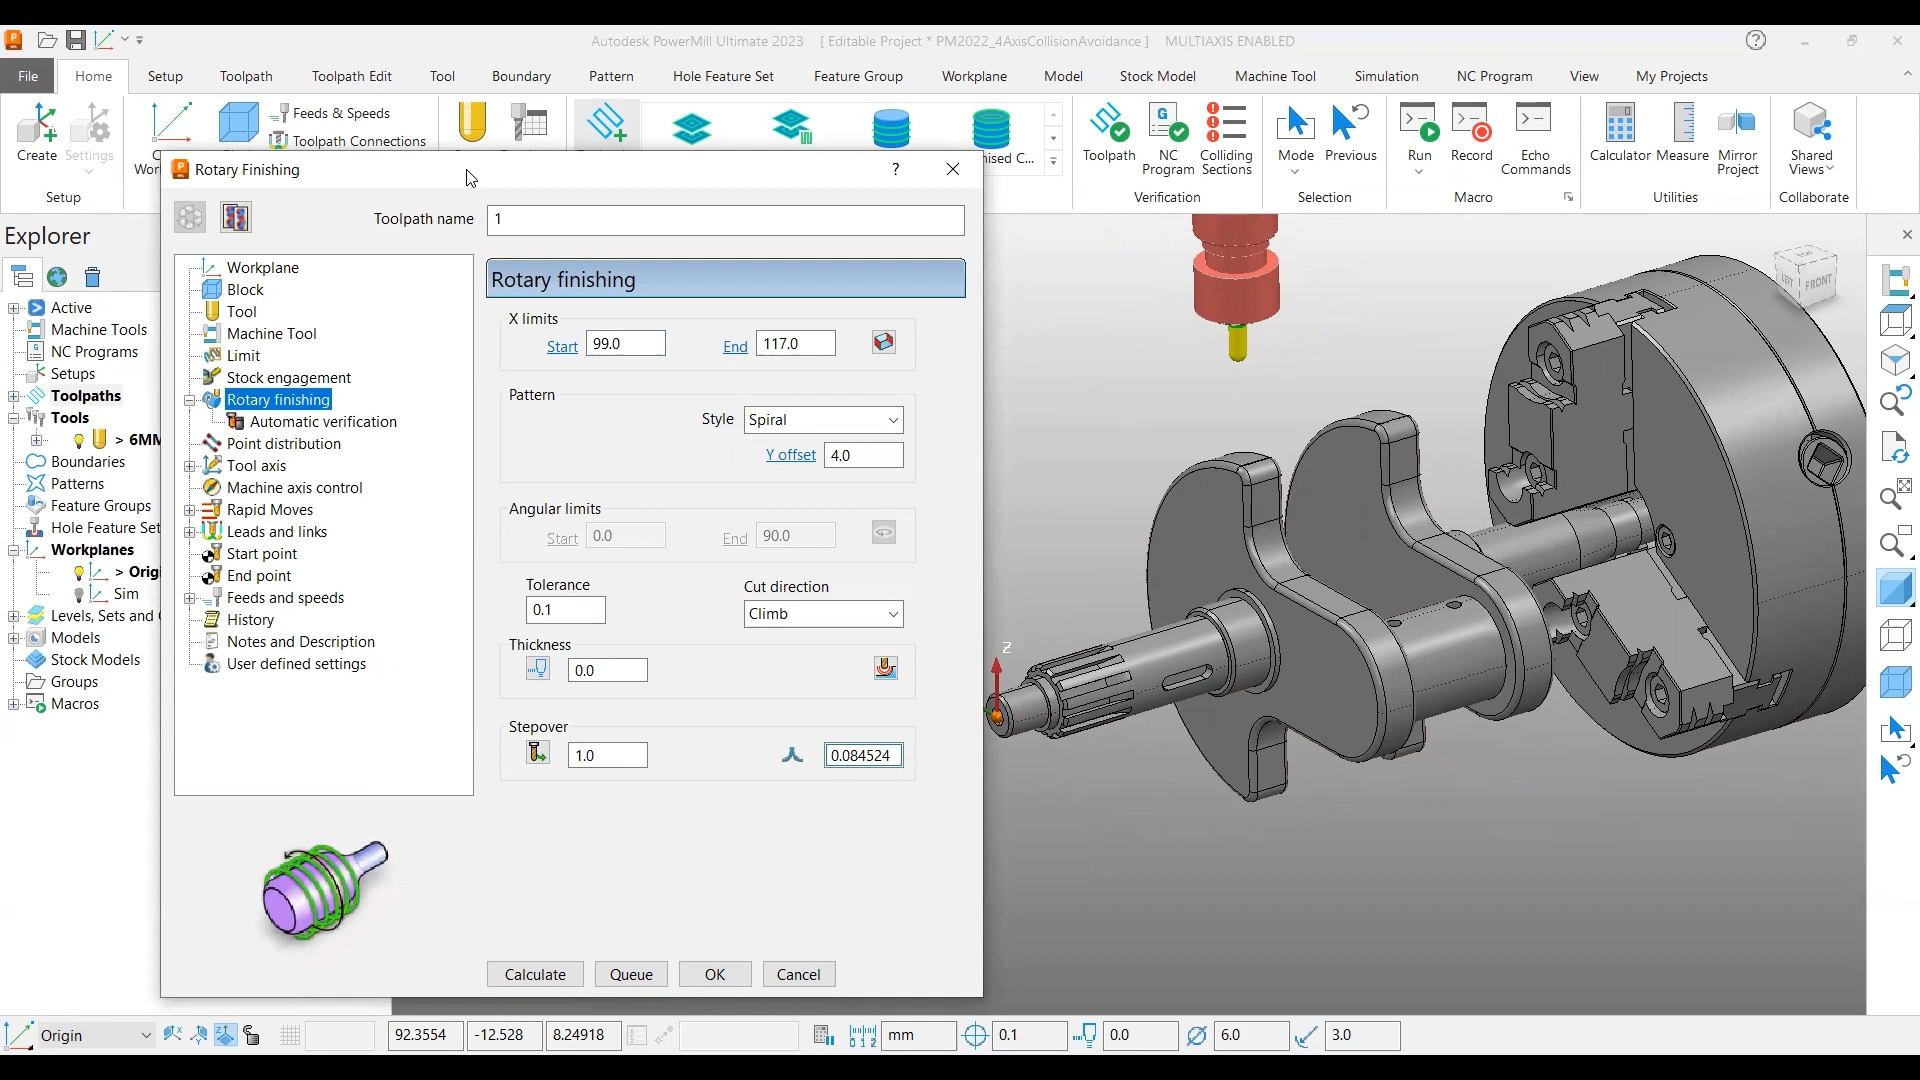 Autodesk PowerMill Ultimate 2023 [ Editable Project * PM2022_4AxisCollisionAvoidance ] MULTIAXIS ENABLED
File Home Setup Toolpath Toolpath Edit Tool Boundary Pattern Hole Feature Set Feature Group Workplane Model Stock Model Machine Tool Simulation NC Program View My Projects
Feeds & Speeds
Toolpath Connections
Create Settings
Setup
ised C...
Toolpath NC Program Colliding Sections
Verification
Mode Previous
Selection
Run Record Echo Commands
Macro
Calculator Measure Mirror Project
Utilities
Shared Views
Collaborate
Explorer
Active
Machine Tools
NC Programs
Setups
Toolpaths
Tools
> 6MM
Boundaries
Patterns
Feature Groups
Hole Feature Set
Workplanes
> Orig
Sim
Levels, Sets and
Models
Stock Models
Groups
Macros
Rotary Finishing ?
Toolpath name 1
Workplane
Block
Tool
Machine Tool
Limit
Stock engagement
Rotary finishing
Automatic verification
Point distribution
Tool axis
Machine axis control
Rapid Moves
Leads and links
Start point
End point
Feeds and speeds
History
Notes and Description
User defined settings
Rotary finishing
X limits
Start 99.0 End 117.0
Pattern
Style Spiral
Y offset 4.0
Angular limits
Start 0.0 End 90.0
Tolerance Cut direction
0.1 Climb
Thickness
0.0
Stepover
1.0 0.084524
Calculate Queue OK Cancel
LEFT FRONT
Z
Origin 92.3554 -12.528 8.24918 mm 0.1 0.0 6.0 3.0